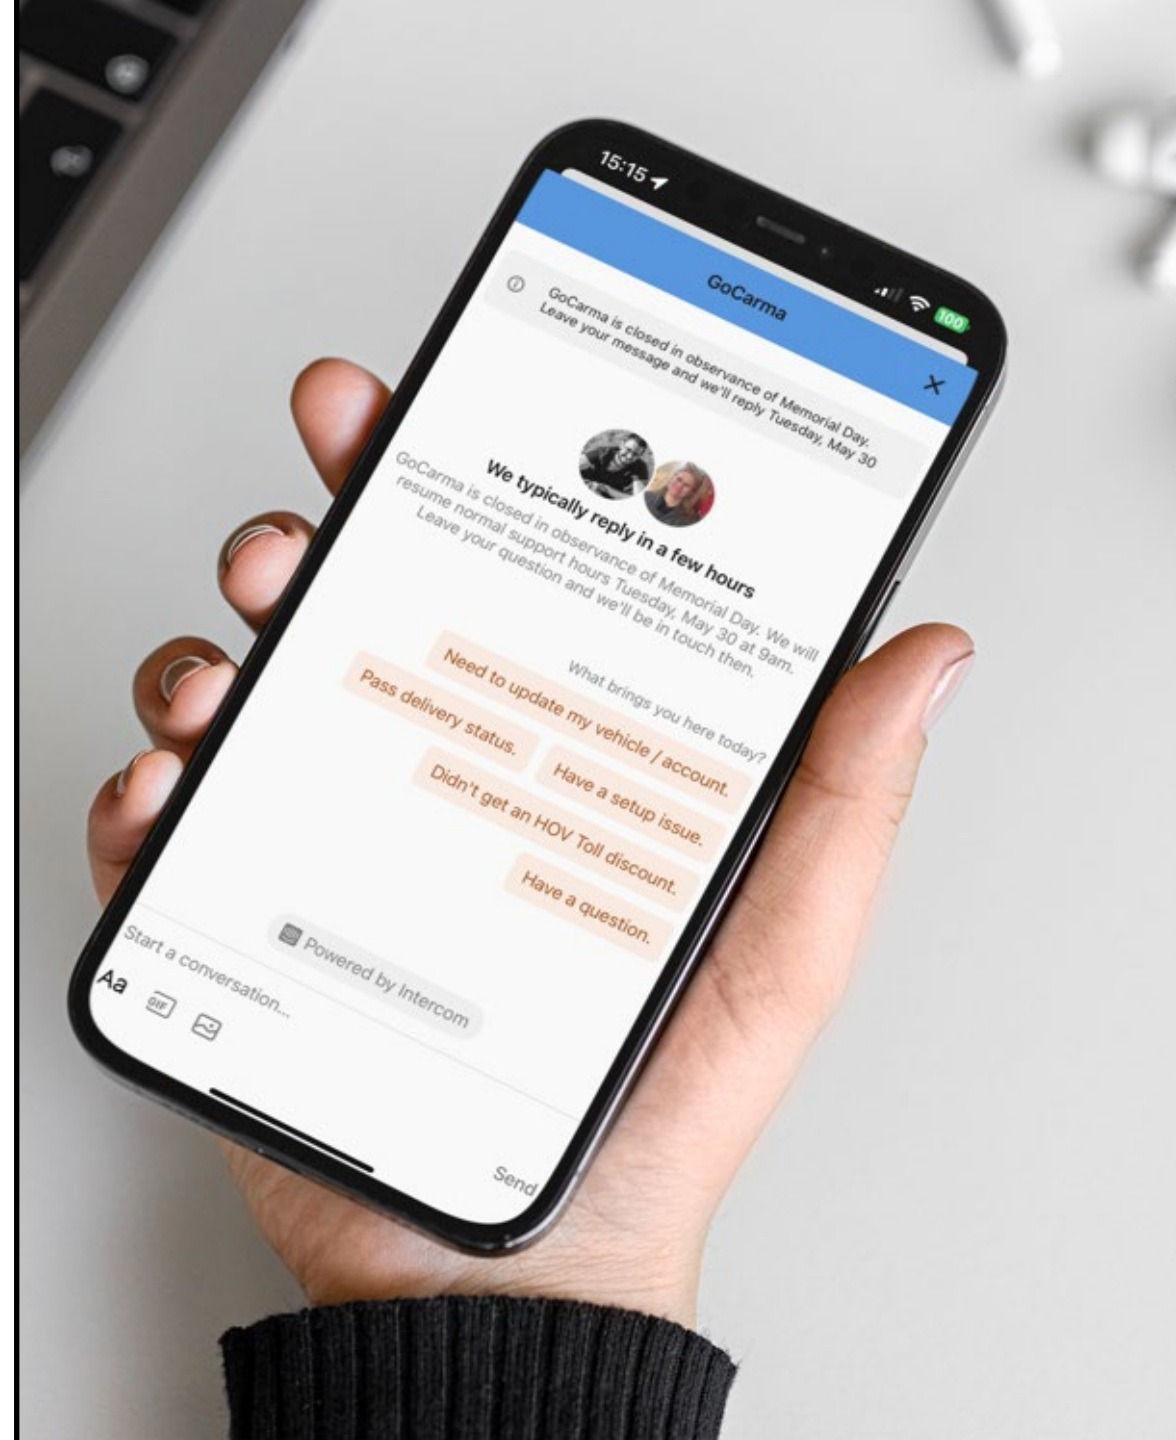 15:15
100
GoCarma
GoCarma is closed in observance of Memorial Day.
Leave your message and we'll reply Tuesday, May 30
We typically reply in a few hours
GoCarma is closed in observance of Memorial Day. We will
resume normal support hours Tuesday, May 30 at 9am.
Leave your question and we'll be in touch then.
What brings you here today?
Need to update my vehicle / account.
Pass delivery status.
Have a setup issue.
Didn't get an HOV Toll discount.
Have a question.
Powered by Intercom
Start a conversation...
Aa
GIF
Send